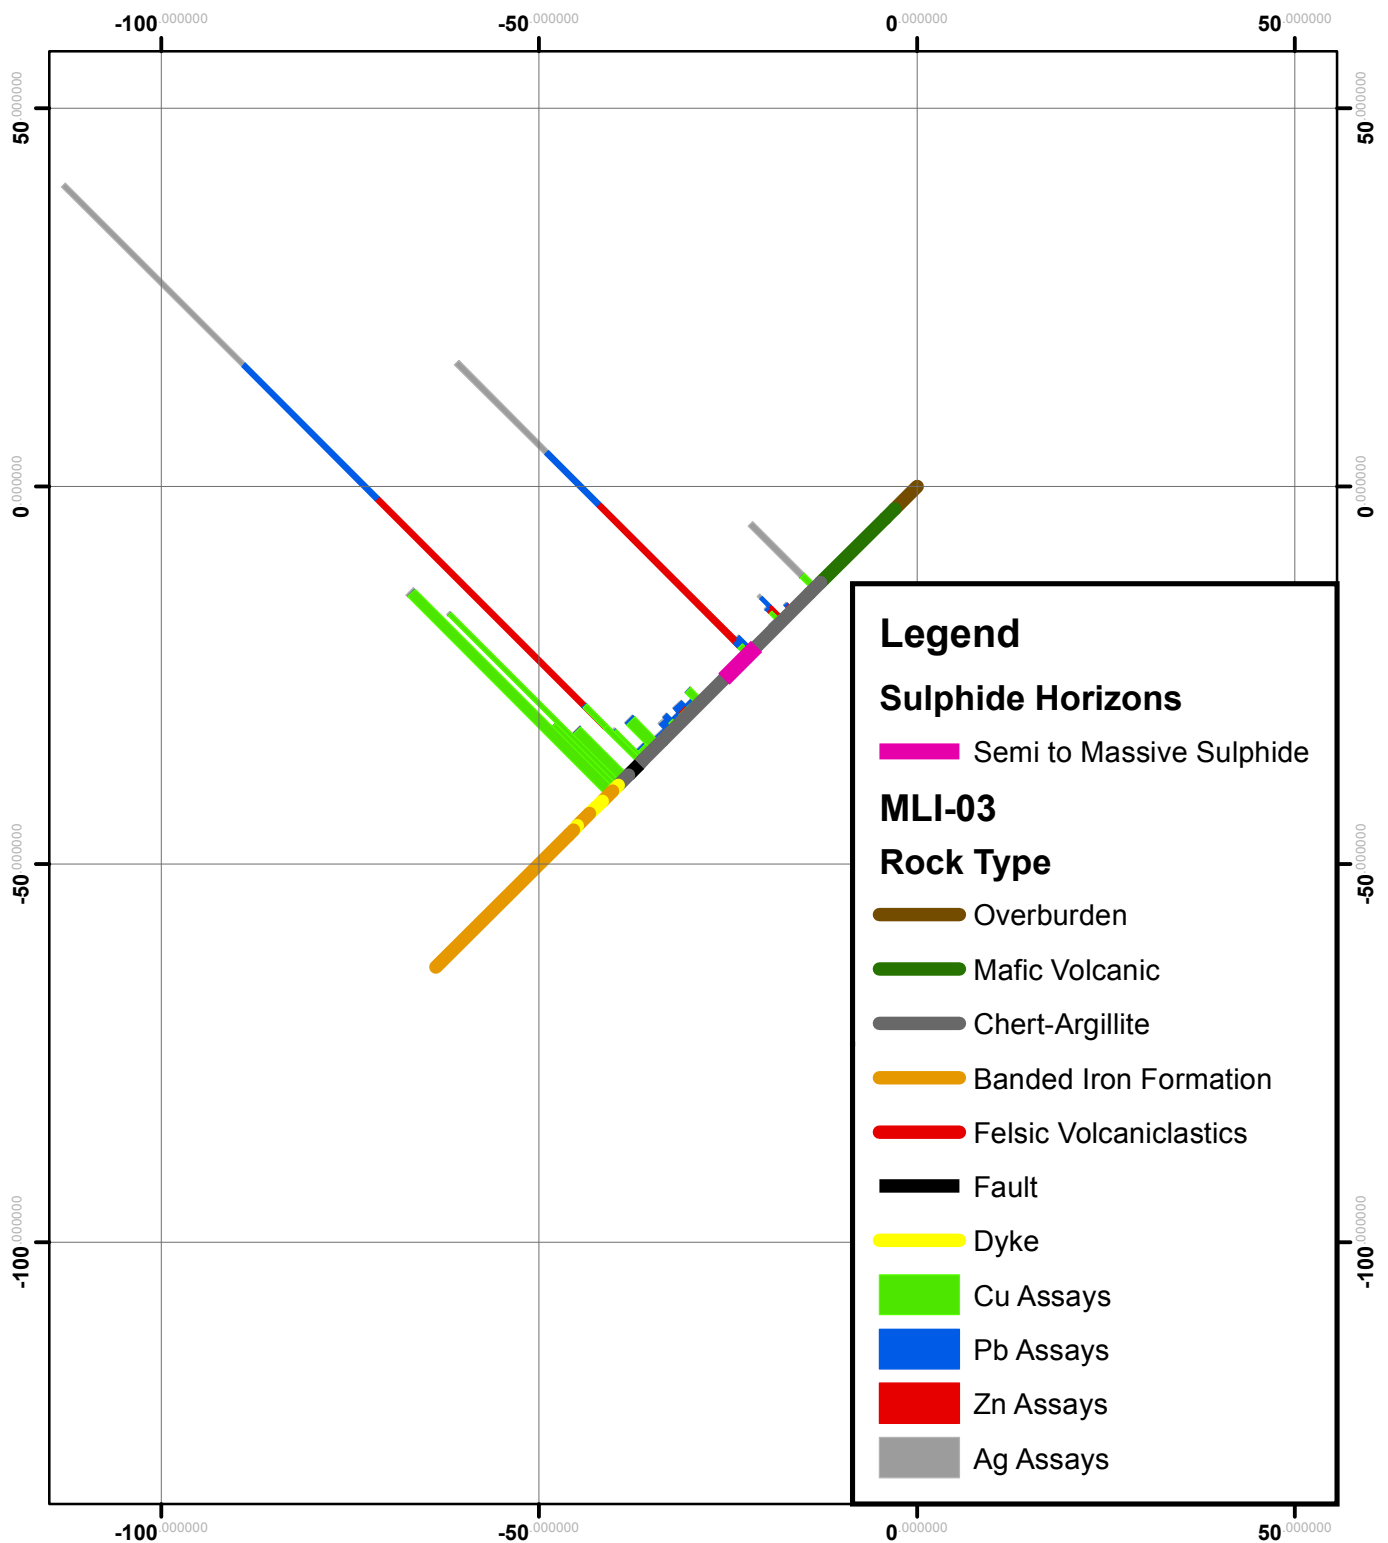 -100.000000 -50.000000 0.000000 50.000000
50.000000 50.000000
0.000000 0.000000
-50.000000 -50.000000
-100.000000 -100.000000
Legend
Sulphide Horizons
Semi to Massive Sulphide
MLI-03
Rock Type
Overburden
Mafic Volcanic
Chert-Argillite
Banded Iron Formation
Felsic Volcaniclastics
Fault
Dyke
Cu Assays
Pb Assays
Zn Assays
Ag Assays
-100.000000 -50.000000 0.000000 50.000000